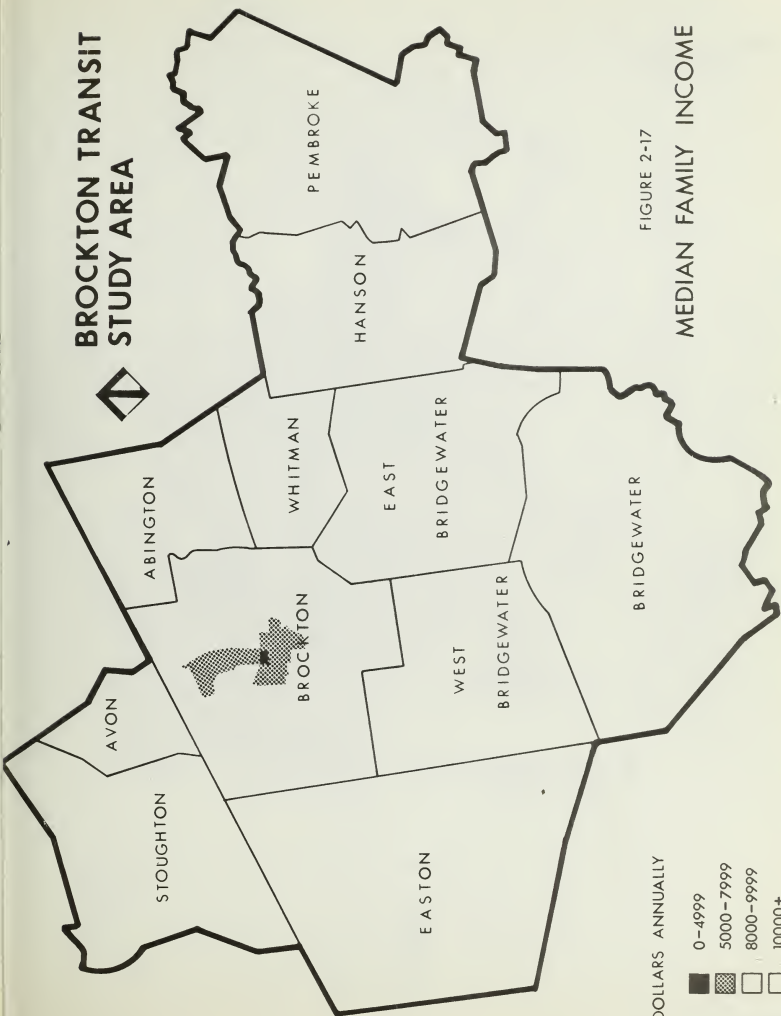 BROCKTON TRANSIT
STUDY AREA
STOUGHTON
AVON
ABINGTON
BROCKTON
WHITMAN
HANSON
PEMBROKE
EASTON
WEST
BRIDGEWATER
EAST
BRIDGEWATER
BRIDGEWATER
DOLLARS ANNUALLY
0-4999
5000-7999
8000-9999
10000+
FIGURE 2-17
MEDIAN FAMILY INCOME